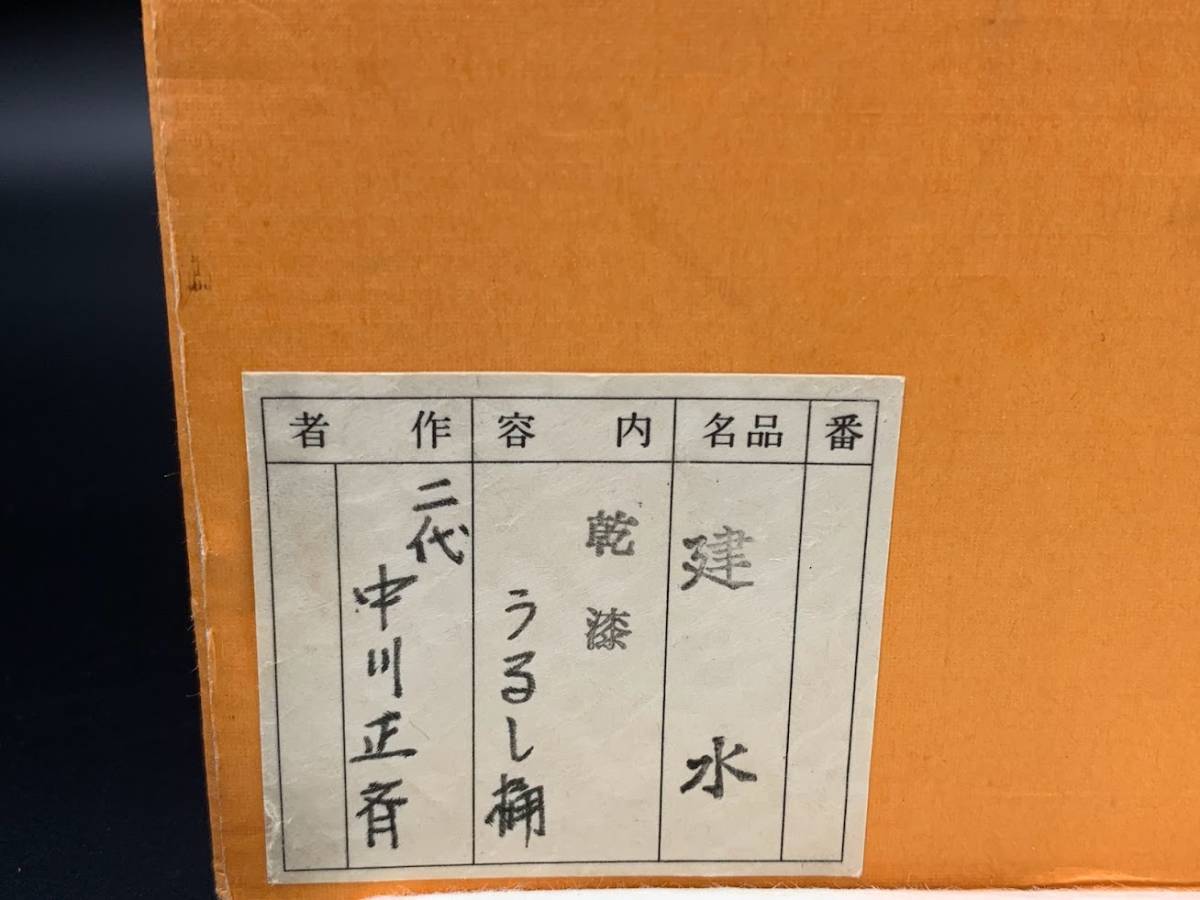 番
品名
内容
作者
建水
乾漆
うるし桶
二代
中川正斉